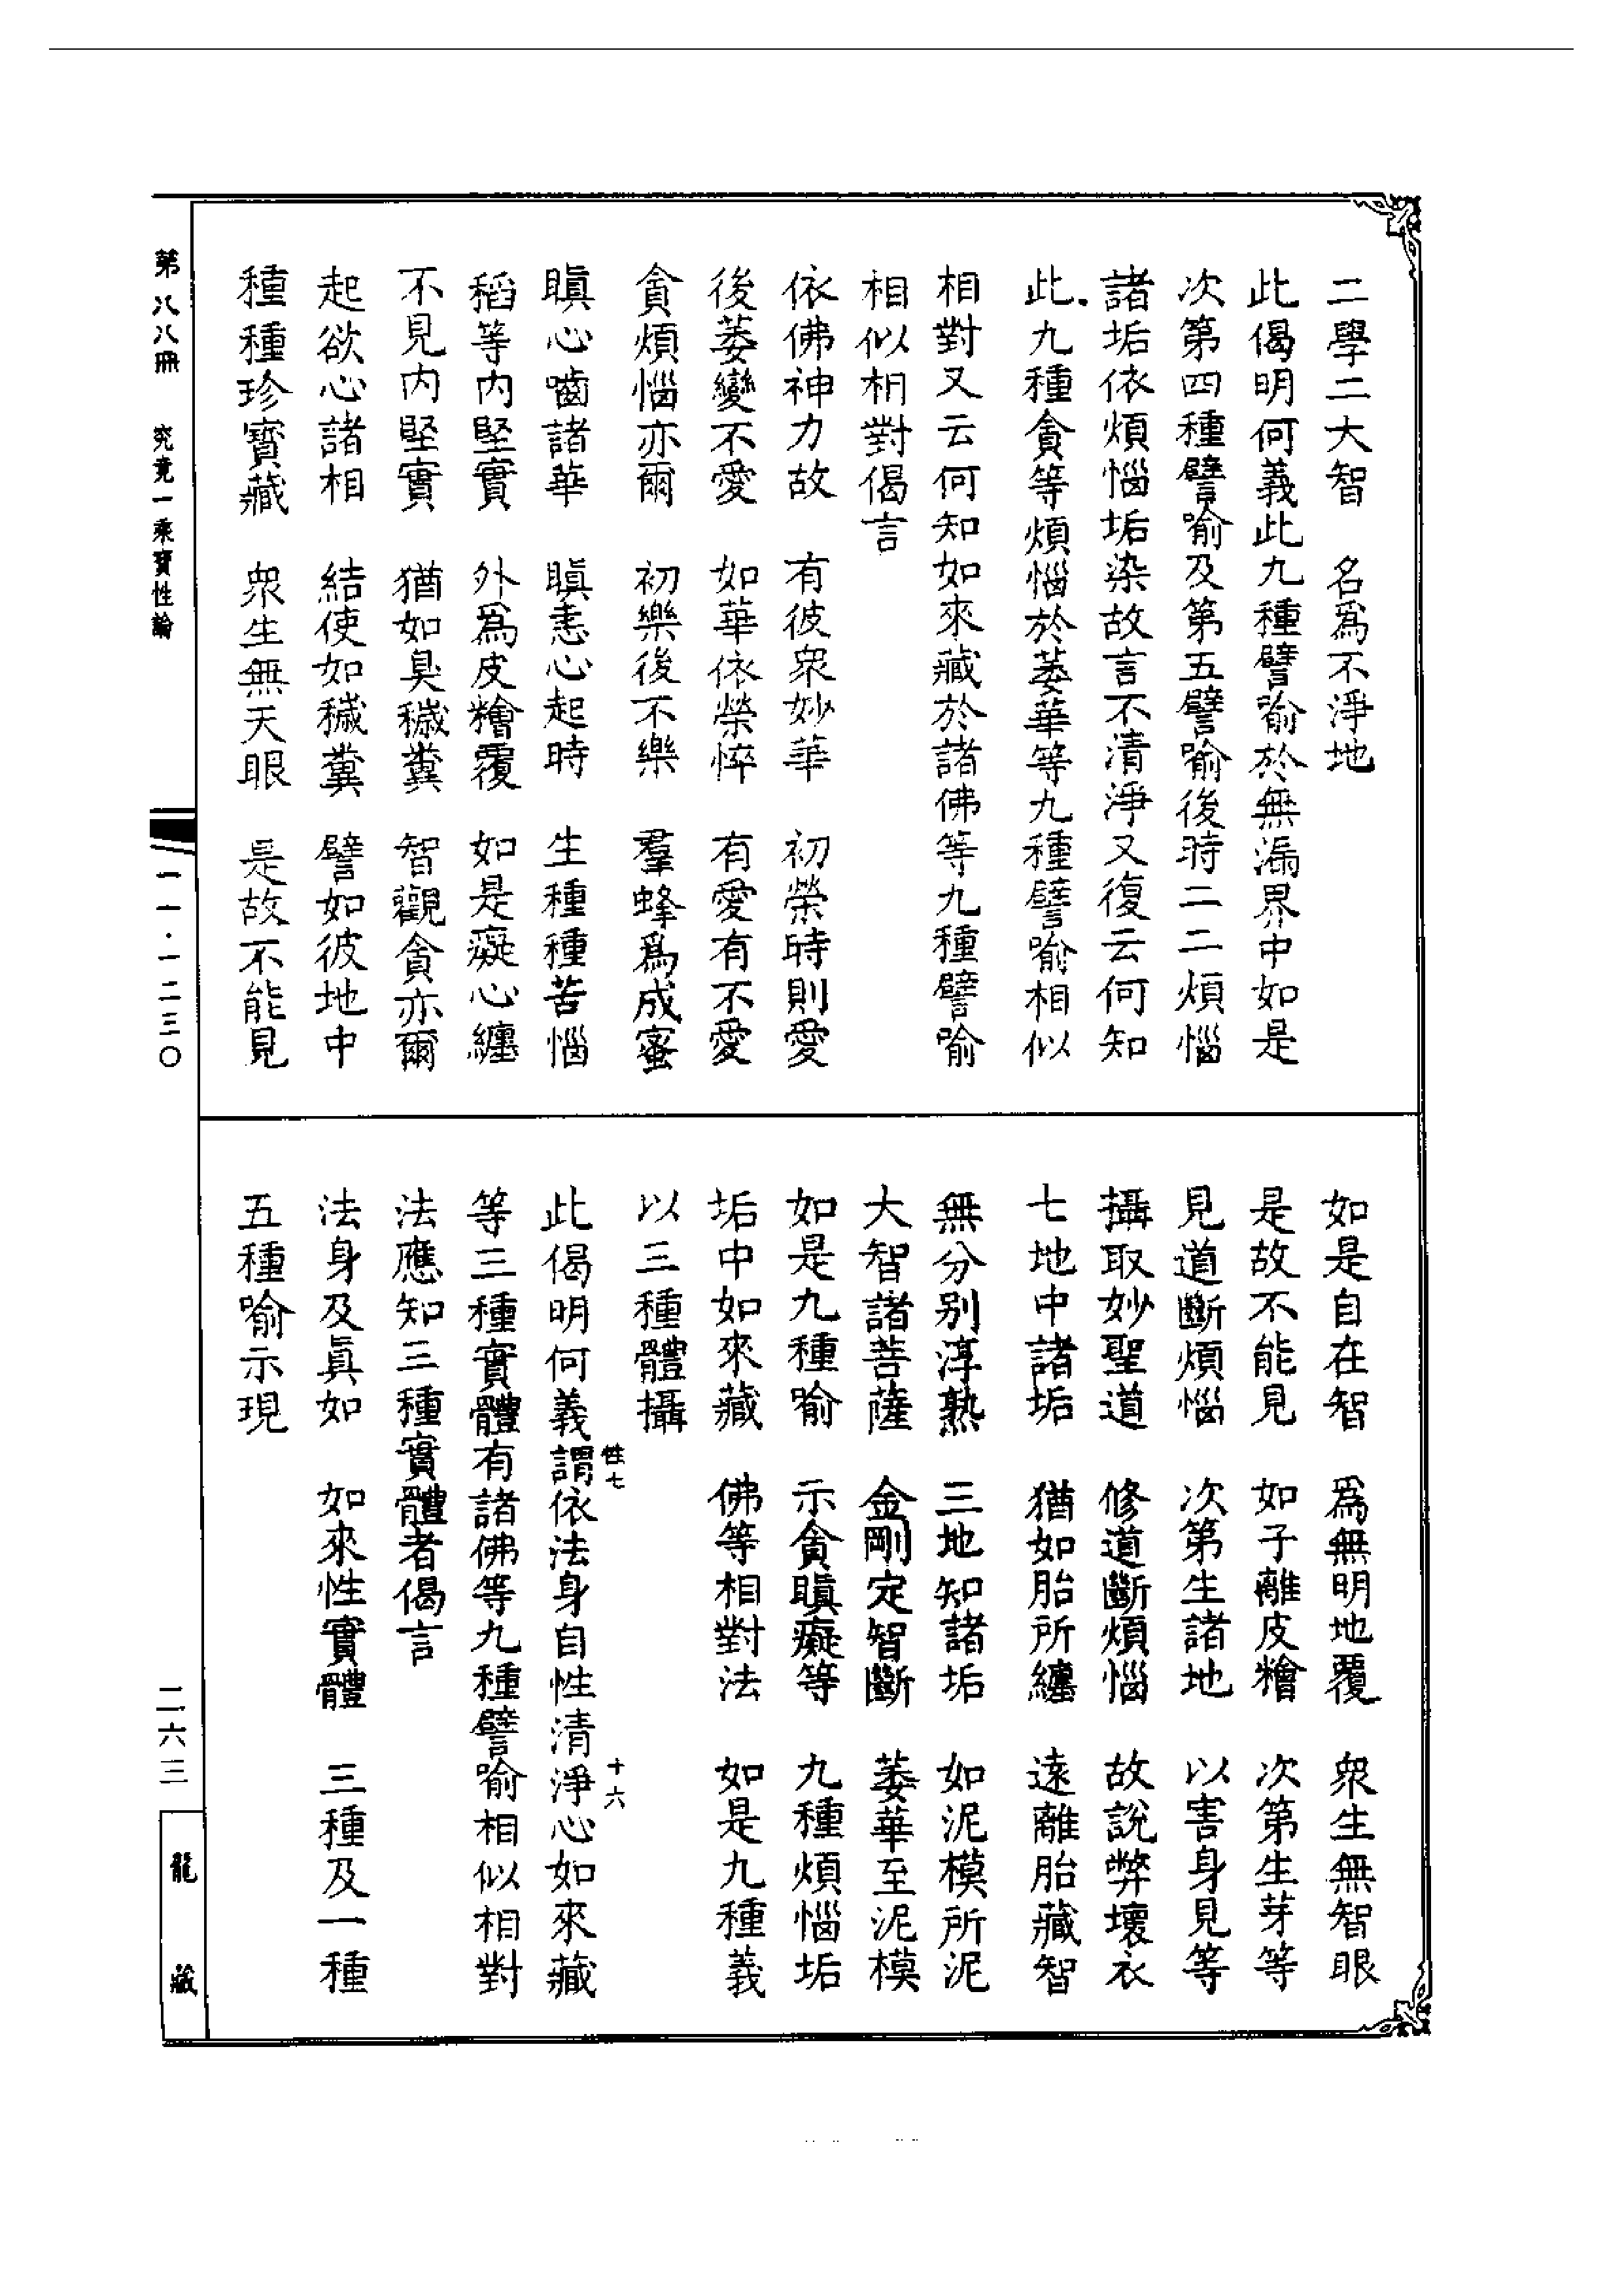 二學二大智　名爲不淨地
此偈明何義此九種譬喻於無漏界中如是
次第四種譬喻及第五譬喻後時二二煩惱
諸垢依煩惱垢染故言不清淨又復云何知
此九種貪等煩惱於萎華等九種譬喻相似
相對又云何知如來藏於諸佛等九種譬喻
相似相對偈言
依佛神力故　有彼衆妙華　初榮時則愛
後萎變不愛　如華依榮悴　有愛有不愛
貪煩惱亦爾　初樂後不樂　羣蜂爲成蜜
瞋心嚙諸華　瞋恚心起時　生種種苦惱
稻等內堅實　外爲皮糩覆　如是癡心纏
不見內堅實　猶如臭穢糞　智觀貪亦爾
起欲心諸相　結使如穢糞　譬如彼地中
種種珍寶藏　衆生無天眼　是故不能見
如是自在智　爲無明地覆　衆生無智眼
是故不能見　如子離皮糩　次第生芽等
見道斷煩惱　次第生諸地　以害身見等
攝取妙聖道　修道斷煩惱　故說弊壞衣
七地中諸垢　猶如胎所纏　遠離胎藏智
無分別淳熟　三地知諸垢　如泥模所泥
大智諸菩薩　金剛定智斷　萎華至泥模
如是九種喻　示貪瞋癡等　九種煩惱垢
垢中如來藏　佛等相對法　如是九種義
以三種體攝
性七　十六
此偈明何義謂依法身自性清淨心如來藏
等三種實體有諸佛等九種譬喻相似相對
法應知三種實體者偈言
法身及眞如　如來性實體　三種及一種
五種喻示現
第八八冊　究竟一乘寶性論　一一·一二三〇
二六三　龍藏